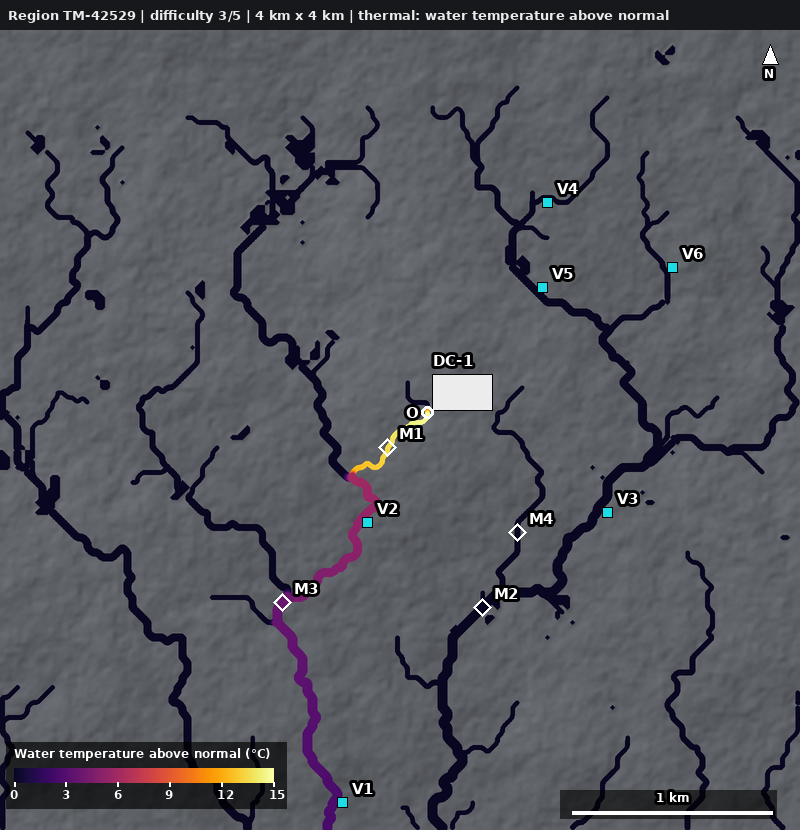 Region TM-42529 | difficulty 3/5 | 4 km x 4 km | thermal: water temperature above normal
N
V4
V6
V5
DC-1
O
M1
V3
V2
M4
M3
M2
Water temperature above normal (°C)
0 3 6 9 12 15
V1
1 km